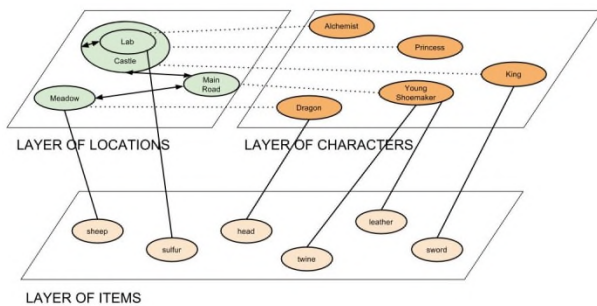 Alchemist
Lab
Princess
Castle
King
Main
Road
Young
Shoemaker
Meadow
Dragon
LAYER OF LOCATIONS
LAYER OF CHARACTERS
leather
sheep
head
sulfur
sword
twine
LAYER OF ITEMS